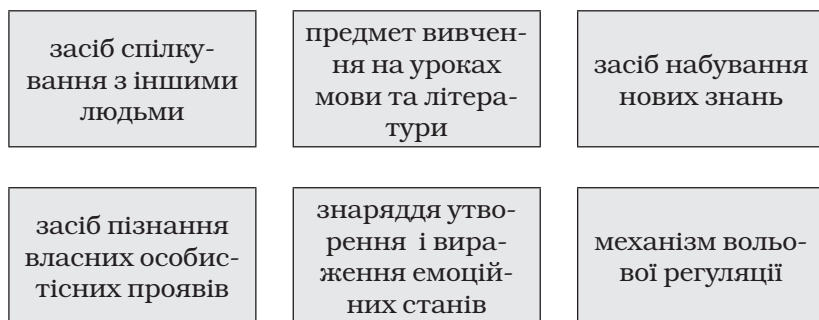 засіб спілку-
вання з іншими
людьми
предмет вивчен-
ня на уроках
мови та літера-
тури
засіб набування
нових знань
засіб пізнання
власних особис-
тісних проявів
знаряддя утво-
рення і вира-
ження емоцій-
них станів
механізм вольо-
вої регуляції